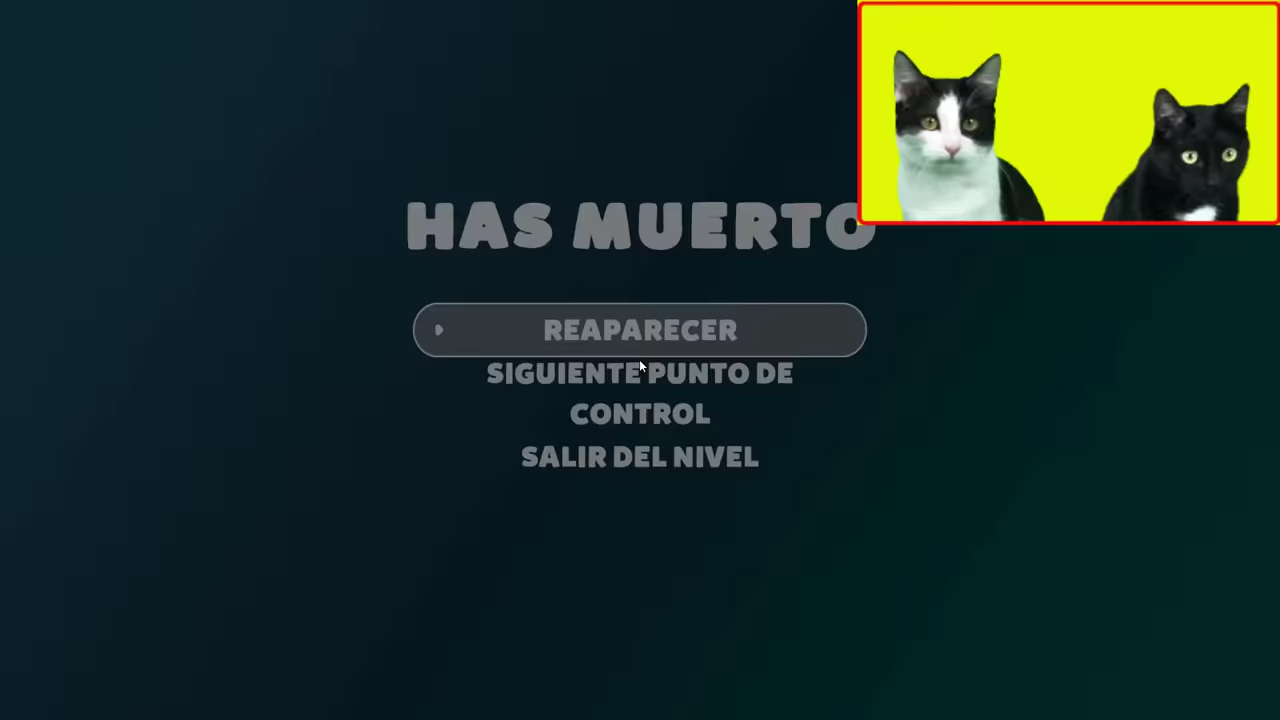 HAS MUERTO
REAPARECER
SIGUIENTE PUNTO DE
CONTROL
SALIR DEL NIVEL